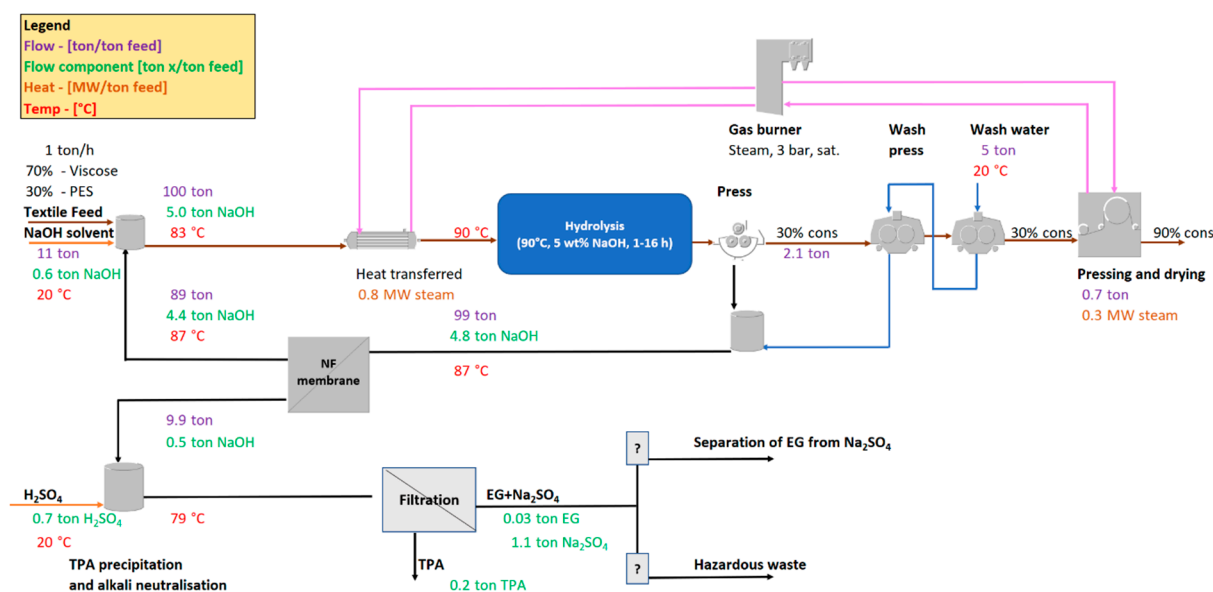 Legend
Flow - [ton/ton feed]
Flow component [ton x/ton feed]
Heat - [MW/ton feed]
Temp - [°C]
Gas burner
Steam, 3 bar, sat.
Wash
press
Wash water
5 ton
20 °C
1 ton/h
70% - Viscose
30% - PES
Textile Feed
NaOH solvent
11 ton
0.6 ton NaOH
20 °C
100 ton
5.0 ton NaOH
83 °C
90 °C
Heat transferred
0.8 MW steam
Hydrolysis
(90°C, 5 wt% NaOH, 1-16 h)
Press
30% cons
2.1 ton
30% cons
90% cons
Pressing and drying
0.7 ton
0.3 MW steam
89 ton
4.4 ton NaOH
87 °C
NF
membrane
99 ton
4.8 ton NaOH
87 °C
9.9 ton
0.5 ton NaOH
H₂SO₄
0.7 ton H₂SO₄
20 °C
79 °C
TPA precipitation
and alkali neutralisation
Filtration
TPA
0.2 ton TPA
EG+Na₂SO₄
0.03 ton EG
1.1 ton Na₂SO₄
?
Separation of EG from Na₂SO₄
?
Hazardous waste